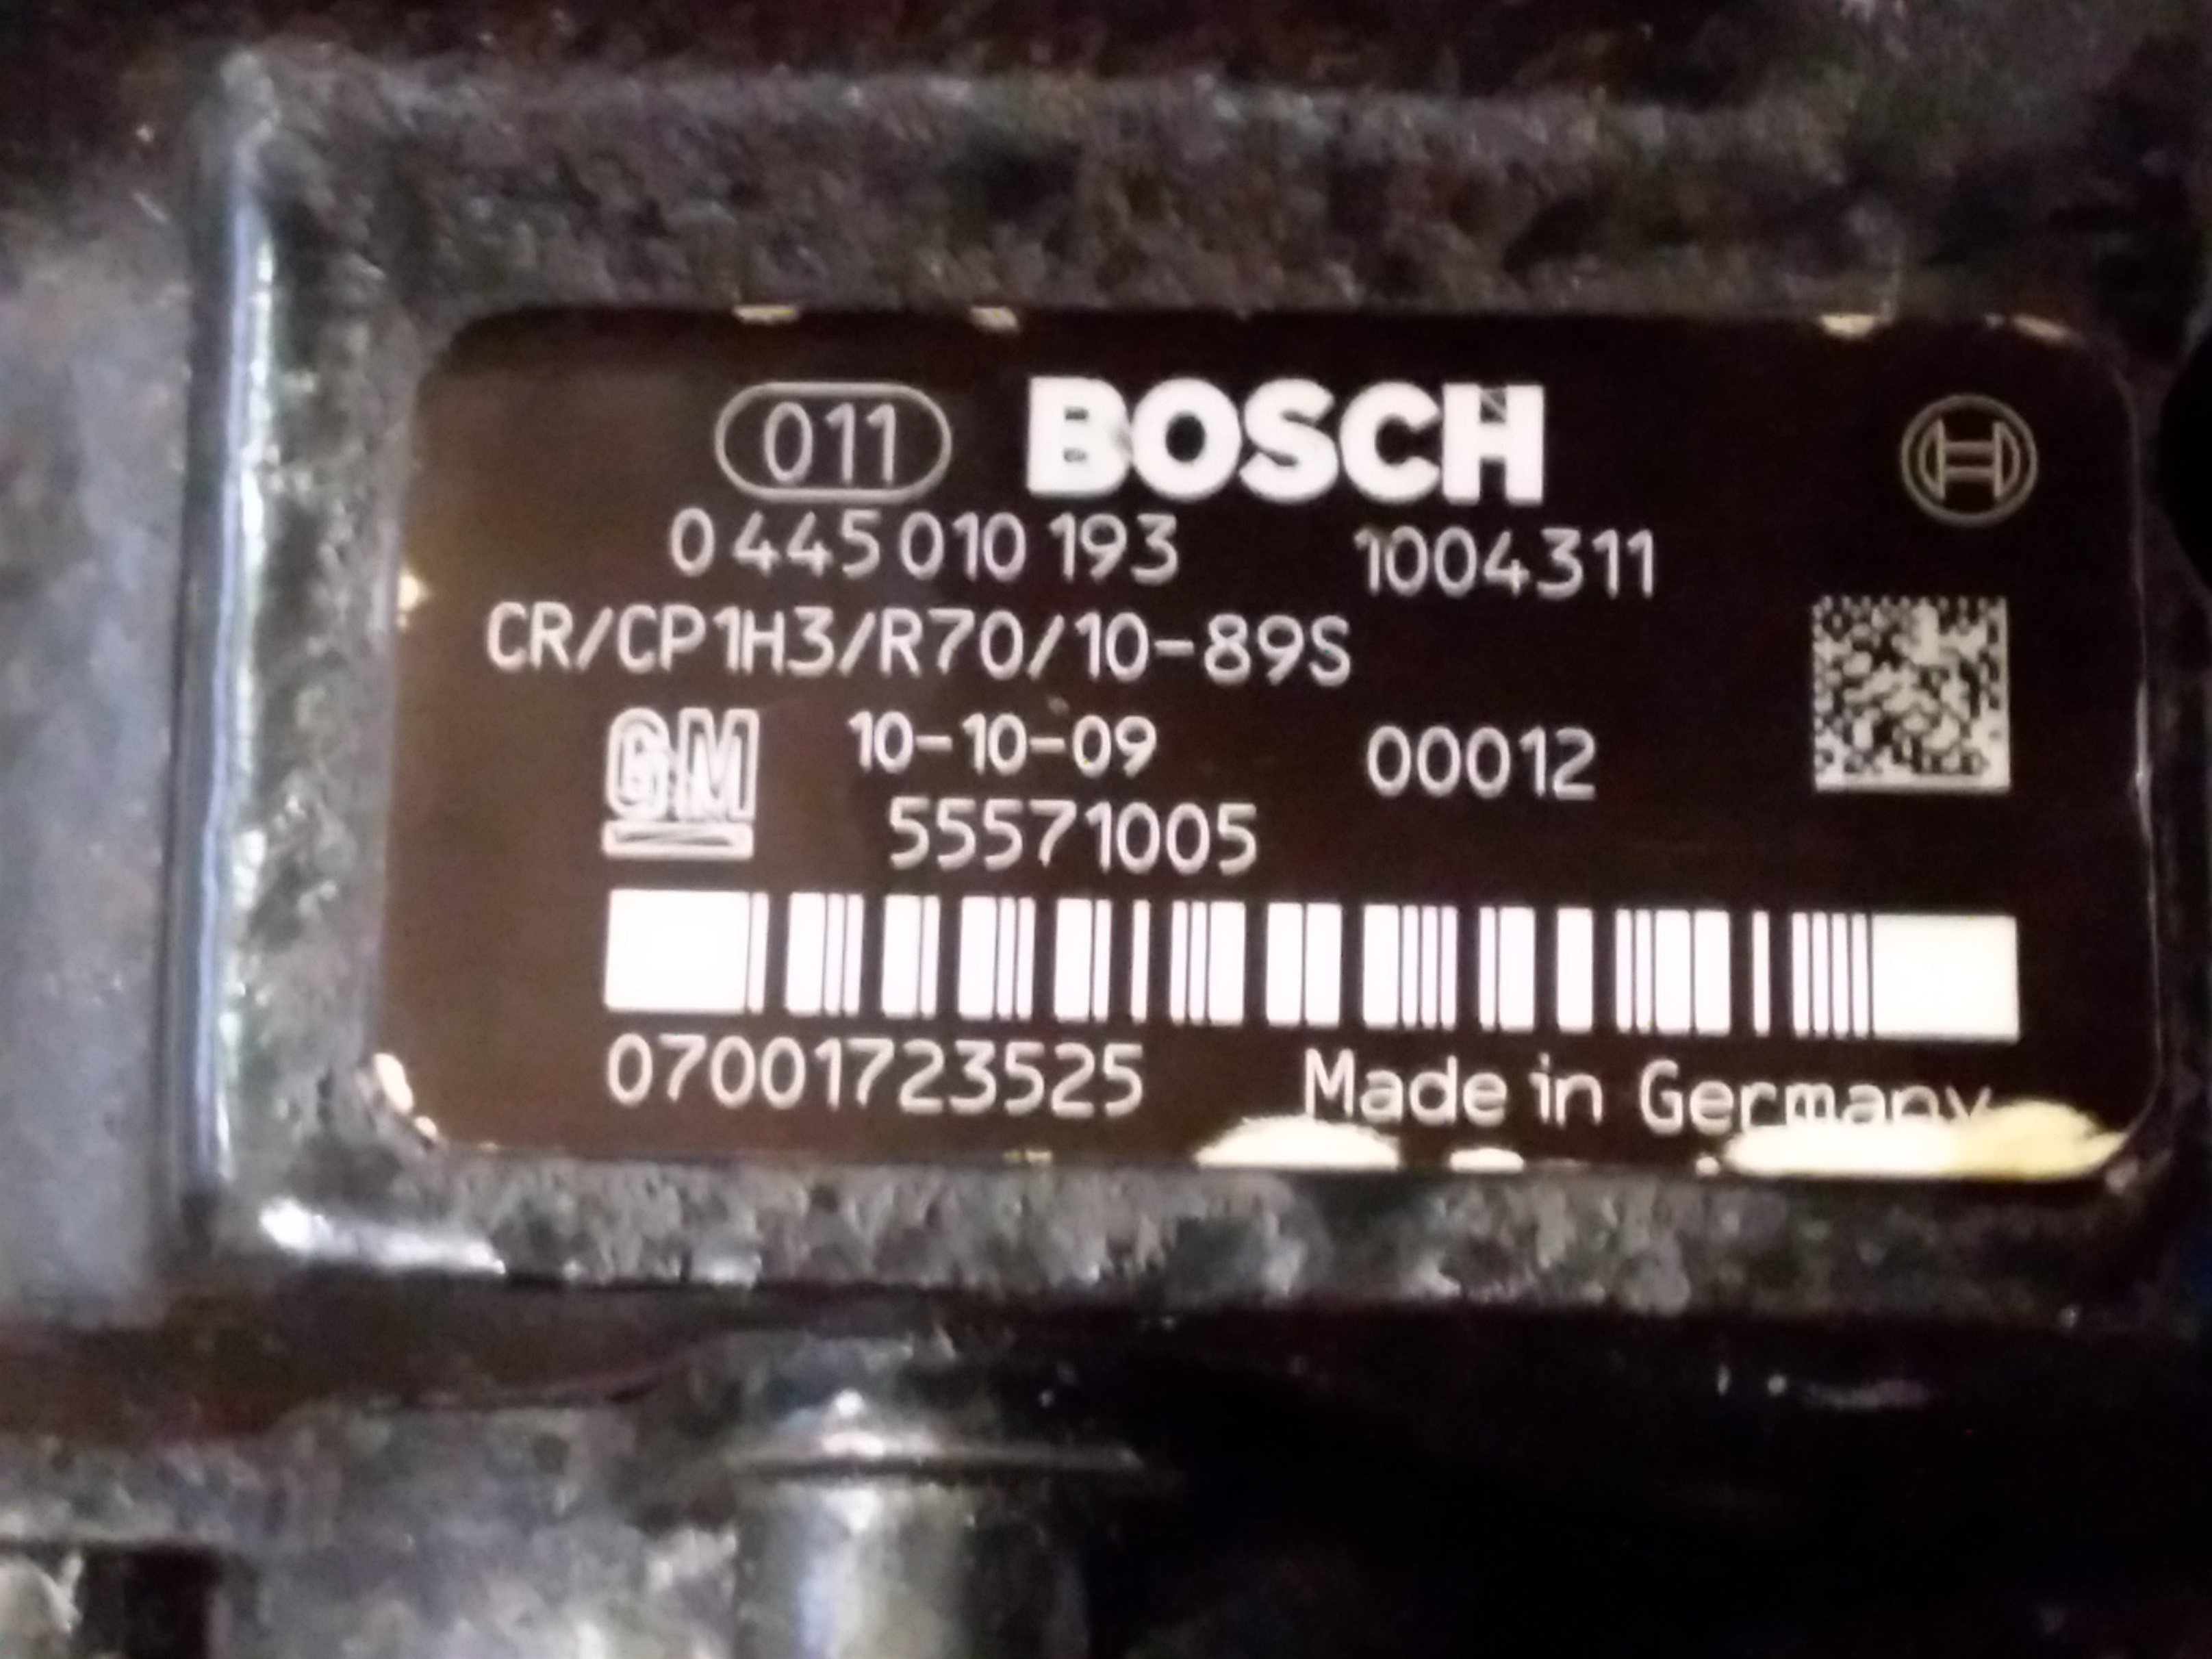 011 BOSCH
0 445 010 193 1004311
CR/CP1H3/R70/10-89S
GM 10-10-09 00012
55571005
07001723525 Made in Germany